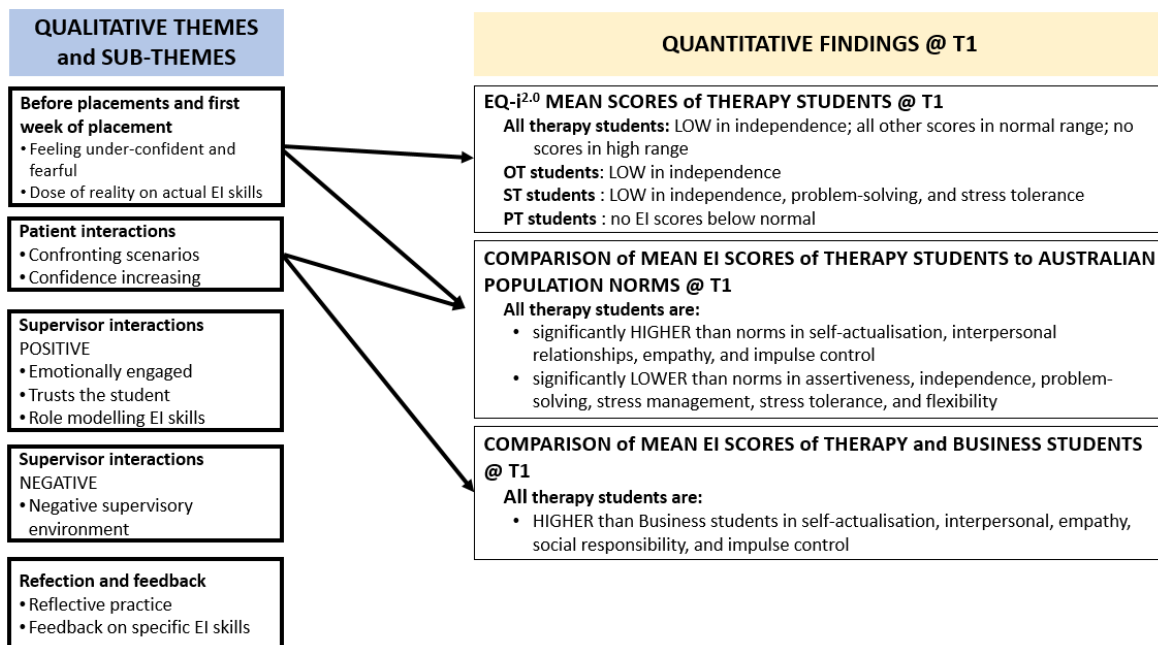 QUALITATIVE THEMES
and SUB-THEMES
Before placements and first
week of placement
• Feeling under-confident and
fearful
• Dose of reality on actual EI skills
Patient interactions
• Confronting scenarios
• Confidence increasing
Supervisor interactions
POSITIVE
• Emotionally engaged
• Trusts the student
• Role modelling EI skills
Supervisor interactions
NEGATIVE
• Negative supervisory
environment
Refection and feedback
• Reflective practice
• Feedback on specific EI skills
QUANTITATIVE FINDINGS @ T1
EQ-i2.0 MEAN SCORES of THERAPY STUDENTS @ T1
All therapy students: LOW in independence; all other scores in normal range; no
scores in high range
OT students: LOW in independence
ST students : LOW in independence, problem-solving, and stress tolerance
PT students : no EI scores below normal
COMPARISON of MEAN EI SCORES of THERAPY STUDENTS to AUSTRALIAN
POPULATION NORMS @ T1
All therapy students are:
• significantly HIGHER than norms in self-actualisation, interpersonal
relationships, empathy, and impulse control
• significantly LOWER than norms in assertiveness, independence, problem-
solving, stress management, stress tolerance, and flexibility
COMPARISON of MEAN EI SCORES of THERAPY and BUSINESS STUDENTS
@ T1
All therapy students are:
• HIGHER than Business students in self-actualisation, interpersonal, empathy,
social responsibility, and impulse control